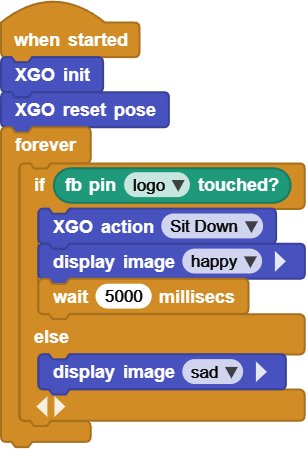 when started
XGO init
XGO reset pose
forever
if fb pin logo touched?
XGO action Sit Down
display image happy
wait 5000 millisecs
else
display image sad